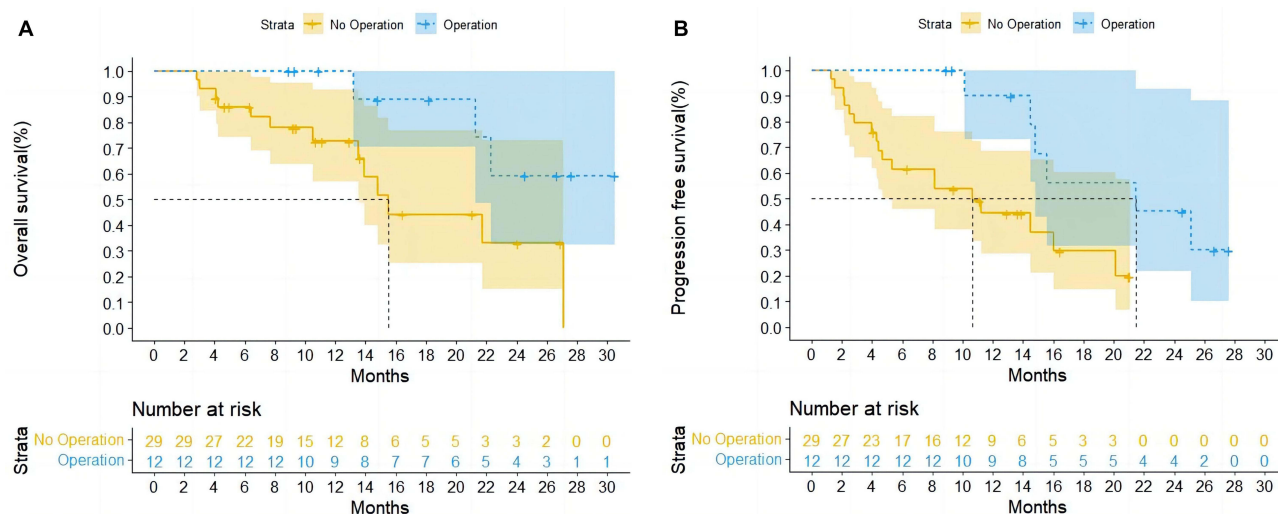 A
Strata No Operation Operation
Overall survival(%)
1.0
0.9
0.8
0.7
0.6
0.5
0.4
0.3
0.2
0.1
0.0
0 2 4 6 8 10 12 14 16 18 20 22 24 26 28 30
Months
Number at risk
Strata
No Operation 29 29 27 22 19 15 12 8 6 5 5 3 3 2 0 0
Operation 12 12 12 12 12 10 9 8 7 7 6 5 4 3 1 1
0 2 4 6 8 10 12 14 16 18 20 22 24 26 28 30
Months
B
Strata No Operation Operation
Progression free survival(%)
1.0
0.9
0.8
0.7
0.6
0.5
0.4
0.3
0.2
0.1
0.0
0 2 4 6 8 10 12 14 16 18 20 22 24 26 28 30
Months
Number at risk
Strata
No Operation 29 27 23 17 16 12 9 6 5 3 3 0 0 0 0 0
Operation 12 12 12 12 12 10 9 8 5 5 5 4 4 2 0 0
0 2 4 6 8 10 12 14 16 18 20 22 24 26 28 30
Months